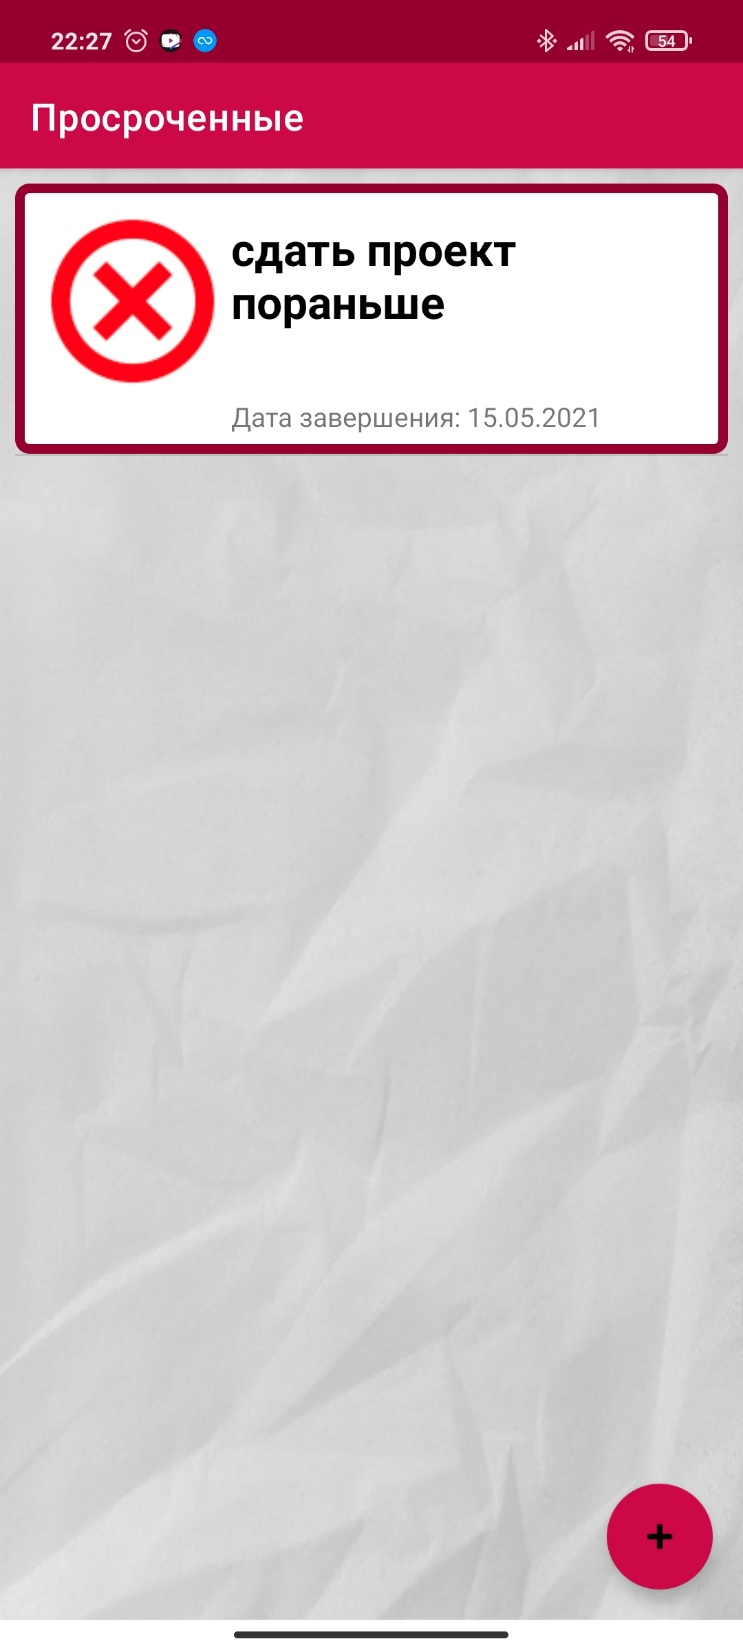 22:27
54
Просроченные
сдать проект
пораньше
Дата завершения: 15.05.2021
+